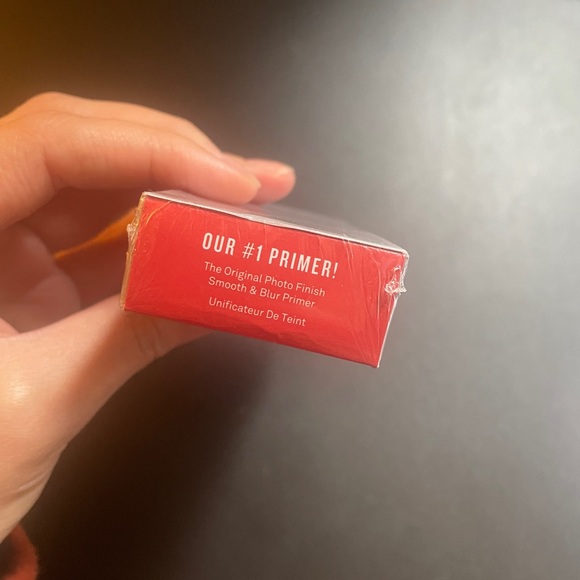 OUR #1 PRIMER!
The Original Photo Finish
Smooth & Blur Primer
Unificateur De Teint